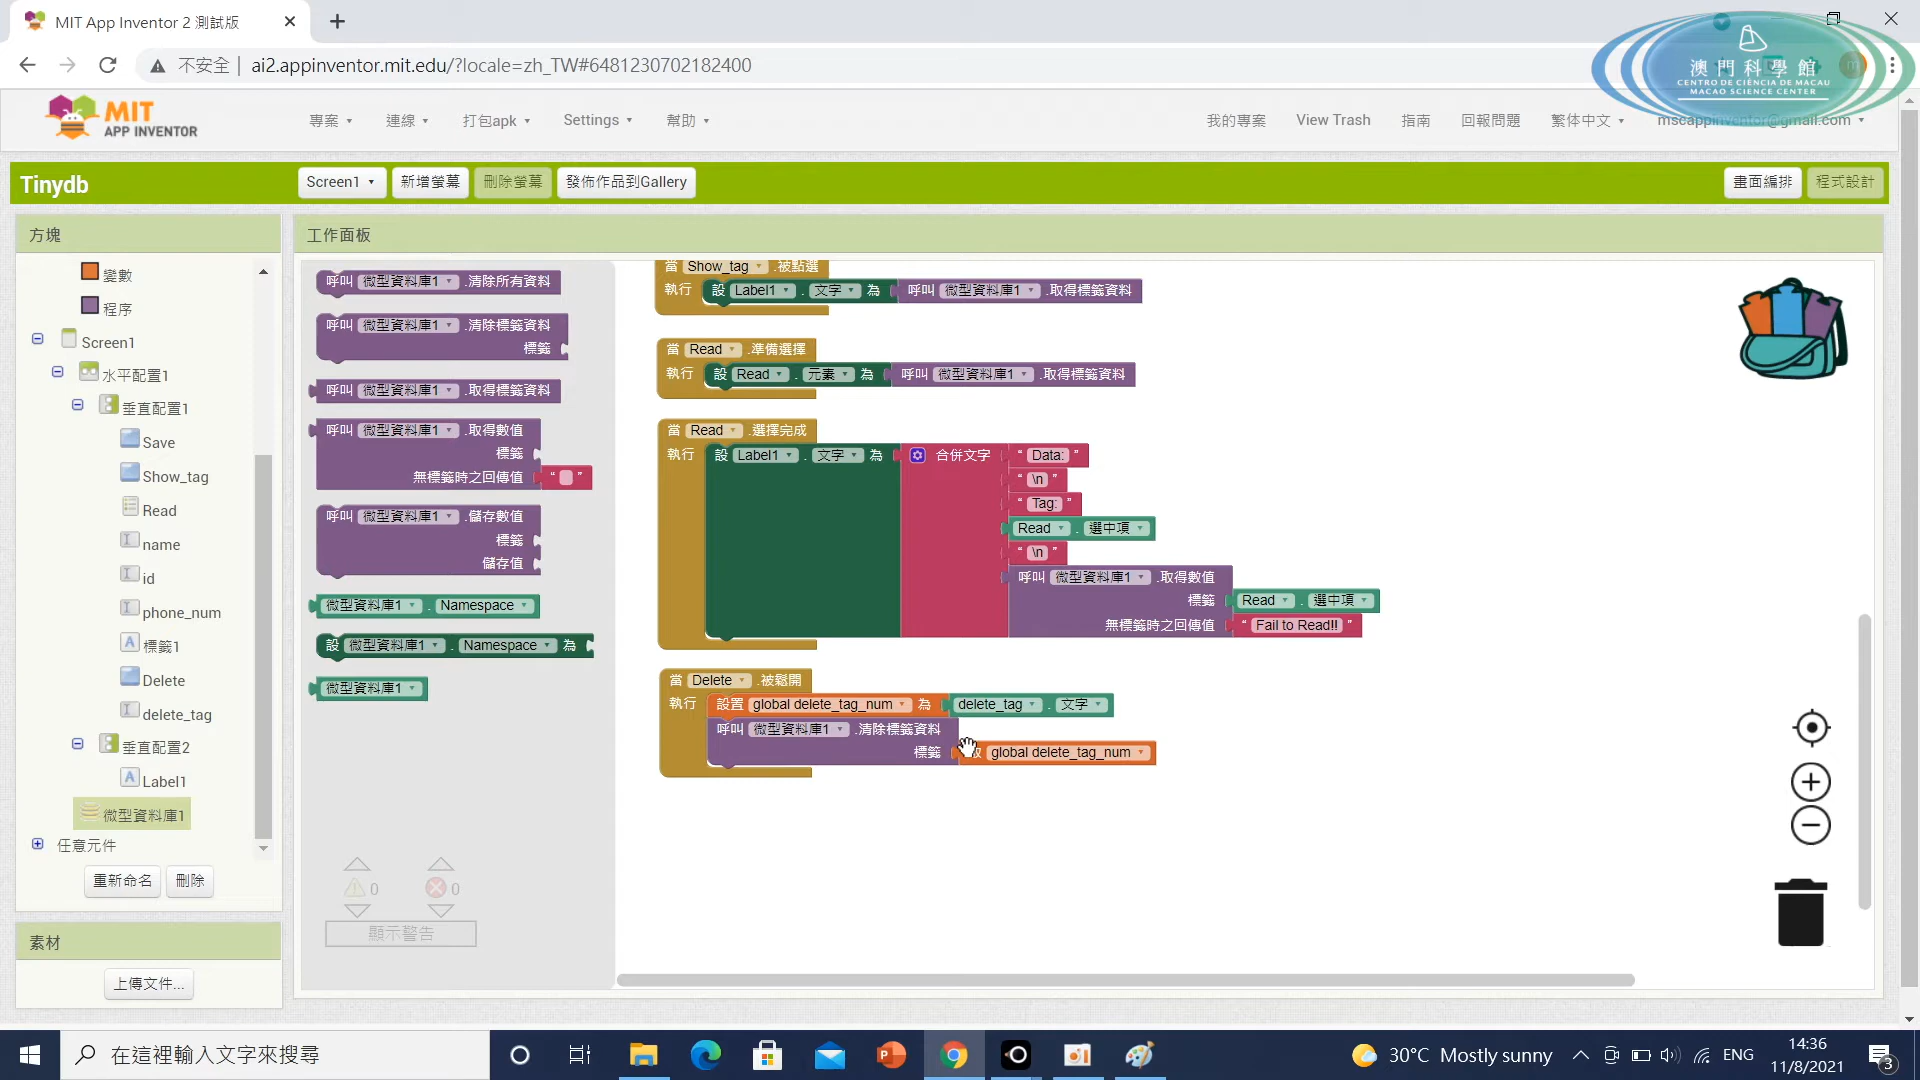 MIT App Inventor 2 測試版
不安全 | ai2.appinventor.mit.edu/?locale=zh_TW#6481230702182400
澳門科學館
CENTRO DE CIÊNCIA DE MACAU
MACAO SCIENCE CENTER
MIT
APP INVENTOR
專案 連線 打包apk Settings 幫助 我的專案 View Trash 指南 回報問題 繁体中文 mscappinventor@gmail.com
Tinydb Screen1 新增螢幕 刪除螢幕 發佈作品到Gallery 畫面編排 程式設計
方塊
變數
程序
Screen1
水平配置1
垂直配置1
Save
Show_tag
Read
name
id
phone_num
標籤1
Delete
delete_tag
垂直配置2
Label1
微型資料庫1
任意元件
重新命名 刪除
素材
上傳文件...
工作面板
呼叫 微型資料庫1 .清除所有資料
呼叫 微型資料庫1 .清除標籤資料
標籤
呼叫 微型資料庫1 .取得標籤資料
呼叫 微型資料庫1 .取得數值
標籤
無標籤時之回傳值 “ ”
呼叫 微型資料庫1 .儲存數值
標籤
儲存值
微型資料庫1 . Namespace
設 微型資料庫1 . Namespace 為
微型資料庫1
0 0
顯示警告
當 Show_tag .被點選
執行 設 Label1 . 文字 為 呼叫 微型資料庫1 .取得標籤資料
當 Read .準備選擇
執行 設 Read . 元素 為 呼叫 微型資料庫1 .取得標籤資料
當 Read .選擇完成
執行 設 Label1 . 文字 為 合併文字 “ Data: ”
“ \n ”
“ Tag: ”
Read . 選中項
“ \n ”
呼叫 微型資料庫1 .取得數值
標籤 Read . 選中項
無標籤時之回傳值 “ Fail to Read!! ”
當 Delete .被鬆開
執行 設置 global delete_tag_num 為 delete_tag . 文字
呼叫 微型資料庫1 .清除標籤資料
標籤 global delete_tag_num
在這裡輸入文字來搜尋
30°C Mostly sunny
ENG
14:36
11/8/2021
3